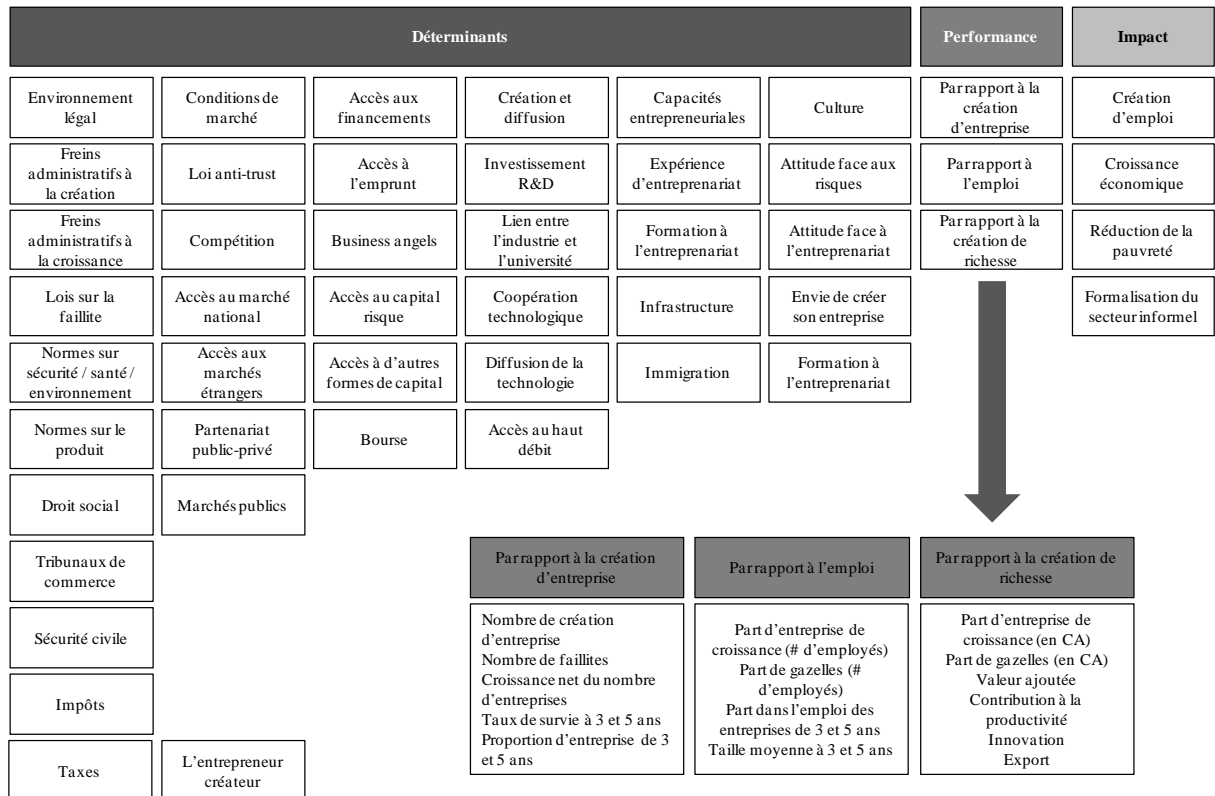 Déterminants
Performance
Impact
Environnement
légal
Conditions de
marché
Accès aux
financements
Création et
diffusion
Capacités
entrepreneuriales
Culture
Par rapport à la
création
d'entreprise
Création
d'emploi
Freins
administratifs à
la création
Loi anti-trust
Accès à
l'emprunt
Investissement
R&D
Expérience
d'entreprenariat
Attitude face aux
risques
Par rapport à
l'emploi
Croissance
économique
Freins
administratifs à
la croissance
Compétition
Business angels
Lien entre
l'industrie et
l'université
Formation à
l'entreprenariat
Attitude face à
l'entreprenariat
Par rapport à la
création de
richesse
Réduction de la
pauvreté
Lois sur la
faillite
Accès au marché
national
Accès au capital
risque
Coopération
technologique
Infrastructure
Envie de créer
son entreprise
Formalisation du
secteur informel
Normes sur
sécurité / santé /
environnement
Accès aux
marchés
étrangers
Accès à d'autres
formes de capital
Diffusion de la
technologie
Immigration
Formation à
l'entreprenariat
Normes sur le
produit
Partenariat
public-privé
Bourse
Accès au haut
débit
Droit social
Marchés publics
Tribunaux de
commerce
Sécurité civile
Impôts
Taxes
L'entrepreneur
créateur
Par rapport à la création
d'entreprise
Nombre de création
d'entreprise
Nombre de faillites
Croissance net du nombre
d'entreprises
Taux de survie à 3 et 5 ans
Proportion d'entreprise de 3
et 5 ans
Par rapport à l'emploi
Part d'entreprise de
croissance (# d'employés)
Part de gazelles (#
d'employés)
Part dans l'emploi des
entreprises de 3 et 5 ans
Taille moyenne à 3 et 5 ans
Par rapport à la création de
richesse
Part d'entreprise de
croissance (en CA)
Part de gazelles (en CA)
Valeur ajoutée
Contribution à la
productivité
Innovation
Export